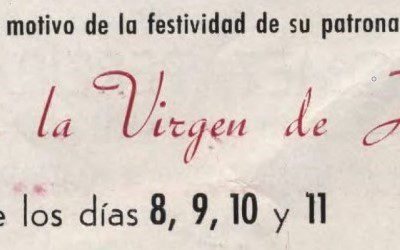 motivo de la festividad de su patrona
la Virgen de
los días 8, 9, 10 y 11